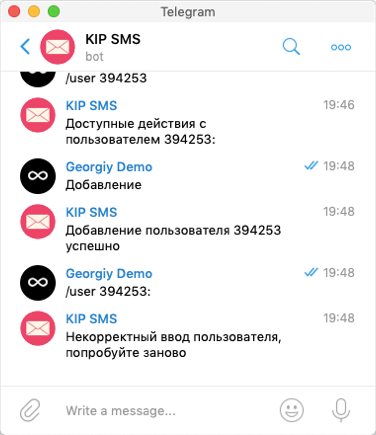 Telegram
KIP SMS
bot
/user 394253
KIP SMS 19:46
Доступные действия с
пользователем 394253:
Georgiy Demo 19:48
Добавление
KIP SMS 19:48
Добавление пользователя 394253
успешно
Georgiy Demo 19:48
/user 394253:
KIP SMS 19:48
Некорректный ввод пользователя,
попробуйте заново
Write a message...